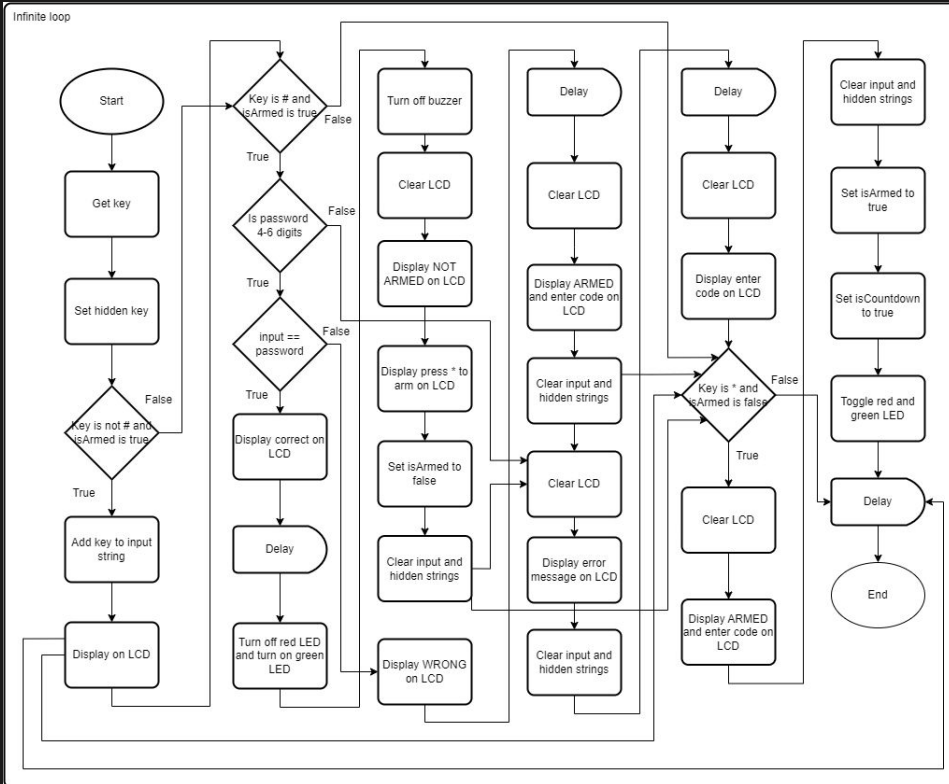 Infinite loop
Start
Get key
Set hidden key
Key is not # and
isArmed is true
False
True
Add key to input
string
Display on LCD
Key is # and
isArmed is true
False
True
Is password
4-6 digits
False
True
input ==
password
False
True
Display correct on
LCD
Delay
Turn off red LED
and turn on green
LED
Turn off buzzer
Clear LCD
Display NOT
ARMED on LCD
Display press * to
arm on LCD
Set isArmed to
false
Clear input and
hidden strings
Display WRONG
on LCD
Delay
Clear LCD
Display ARMED
and enter code on
LCD
Clear input and
hidden strings
Clear LCD
Display error
message on LCD
Clear input and
hidden strings
Delay
Clear LCD
Display enter
code on LCD
Key is * and
isArmed is false
False
True
Clear LCD
Display ARMED
and enter code on
LCD
Clear input and
hidden strings
Set isArmed to
true
Set isCountdown
to true
Toggle red and
green LED
Delay
End